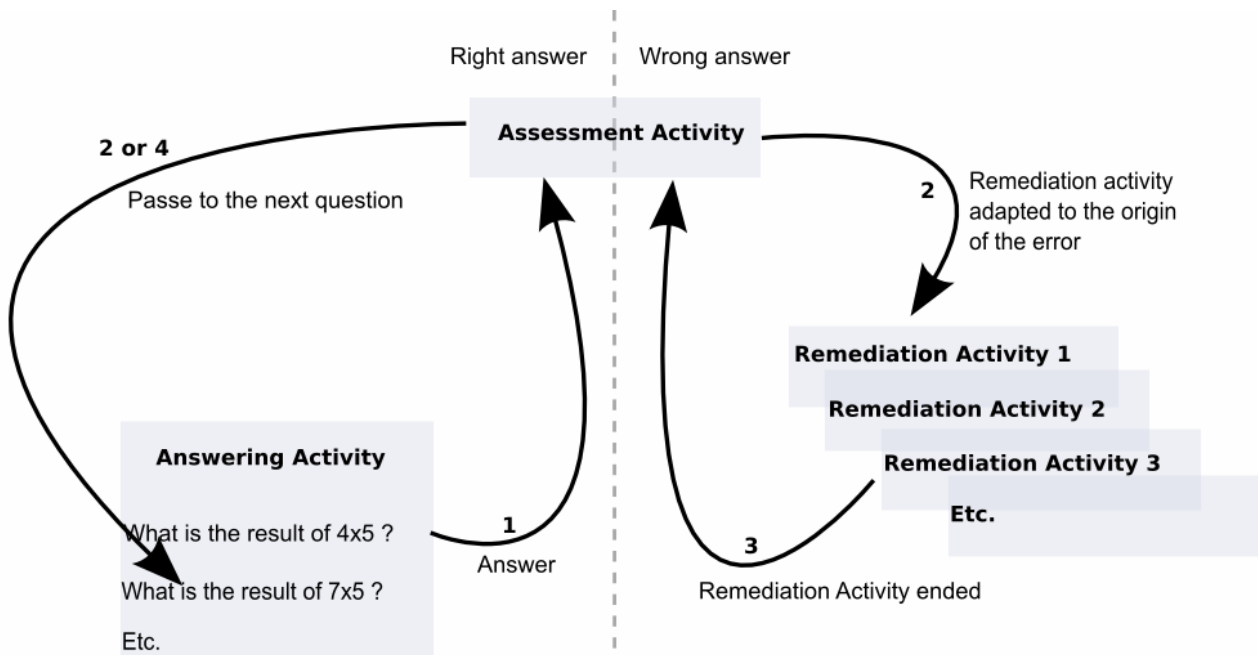 Right answer
Wrong answer
Assessment Activity
2 or 4
Passe to the next question
2
Remediation activity
adapted to the origin
of the error
Remediation Activity 1
Remediation Activity 2
Remediation Activity 3
Etc.
Answering Activity
What is the result of 4x5 ?
What is the result of 7x5 ?
Etc.
1
Answer
3
Remediation Activity ended